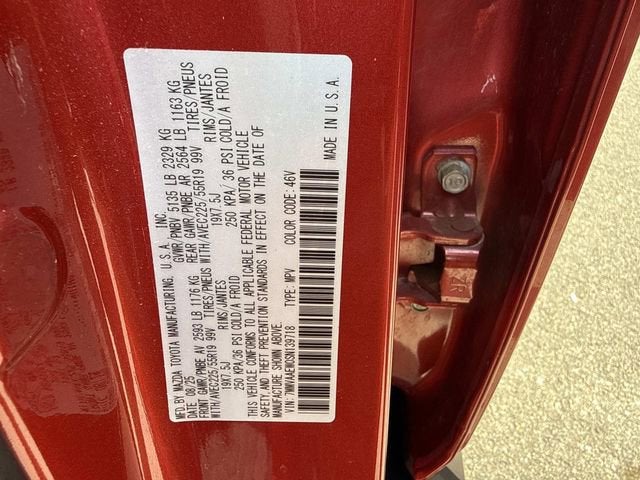 MFD. BY MAZDA TOYOTA MANUFACTURING, U.S.A. INC.
DATE: 08/25 GVWR/PNBV 5135 LB 2329 KG
FRONT GAWR/PNBE AV 2593 LB 1176 KG REAR GAWR/PNBE AR 2564 LB 1163 KG
WITH/AVEC225/55R19 99V TIRES/PNEUS WITH/AVEC225/55R19 99V TIRES/PNEUS
19X7.5J RIMS/JANTES 19X7.5J RIMS/JANTES
250 KPA/36 PSI COLD/A FROID 250 KPA/36 PSI COLD/A FROID
THIS VEHICLE CONFORMS TO ALL APPLICABLE FEDERAL MOTOR VEHICLE
SAFETY, AND THEFT PREVENTION STANDARDS IN EFFECT ON THE DATE OF
MANUFACTURE SHOWN ABOVE.
VIN: 7MMVAAEW3SN139718 TYPE: MPV COLOR CODE: 46V
MADE IN U.S.A.